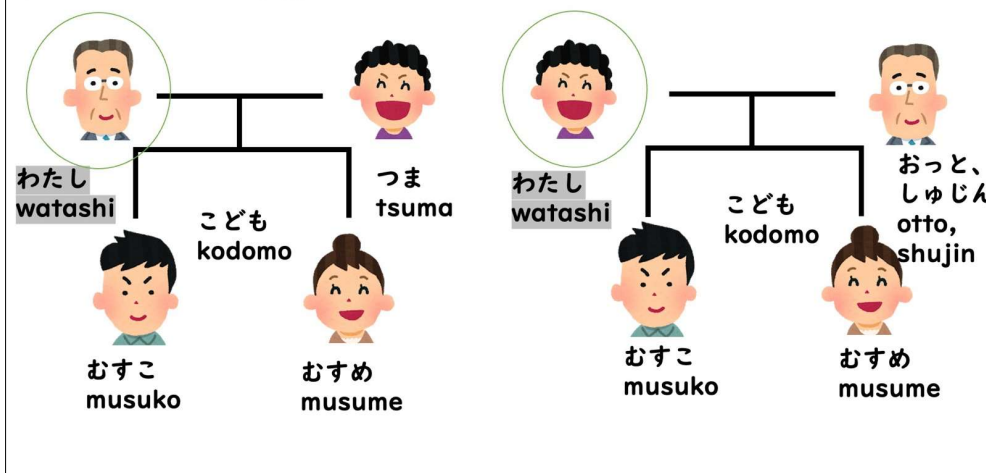 わたし
watashi
つま
tsuma
こども
kodomo
むすこ
musuko
むすめ
musume
わたし
watashi
おっと、
しゅじん
otto,
shujin
こども
kodomo
むすこ
musuko
むすめ
musume